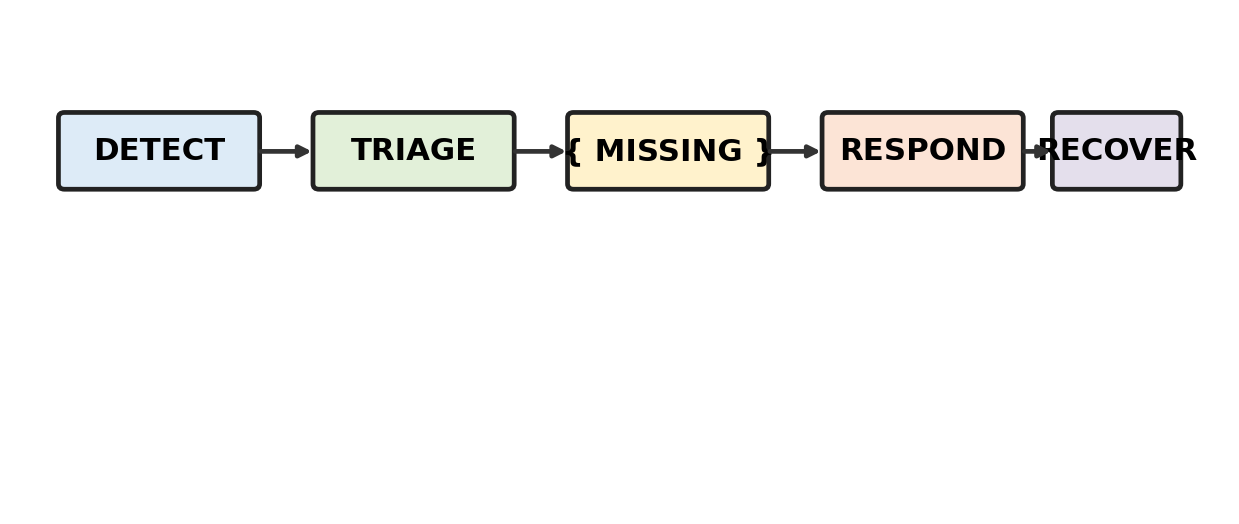 DETECT TRIAGE { MISSING } RESPOND RECOVER